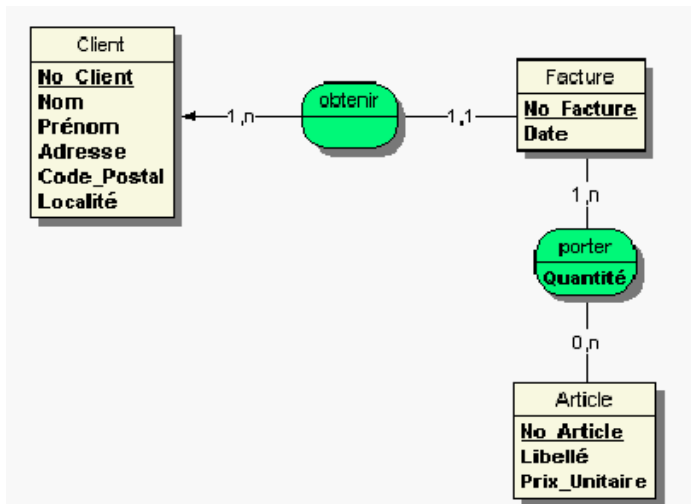 Client
No_Client
Nom
Prénom
Adresse
Code_Postal
Localité
1,n
obtenir
1,1
Facture
No_Facture
Date
1,n
porter
Quantité
0,n
Article
No_Article
Libellé
Prix_Unitaire